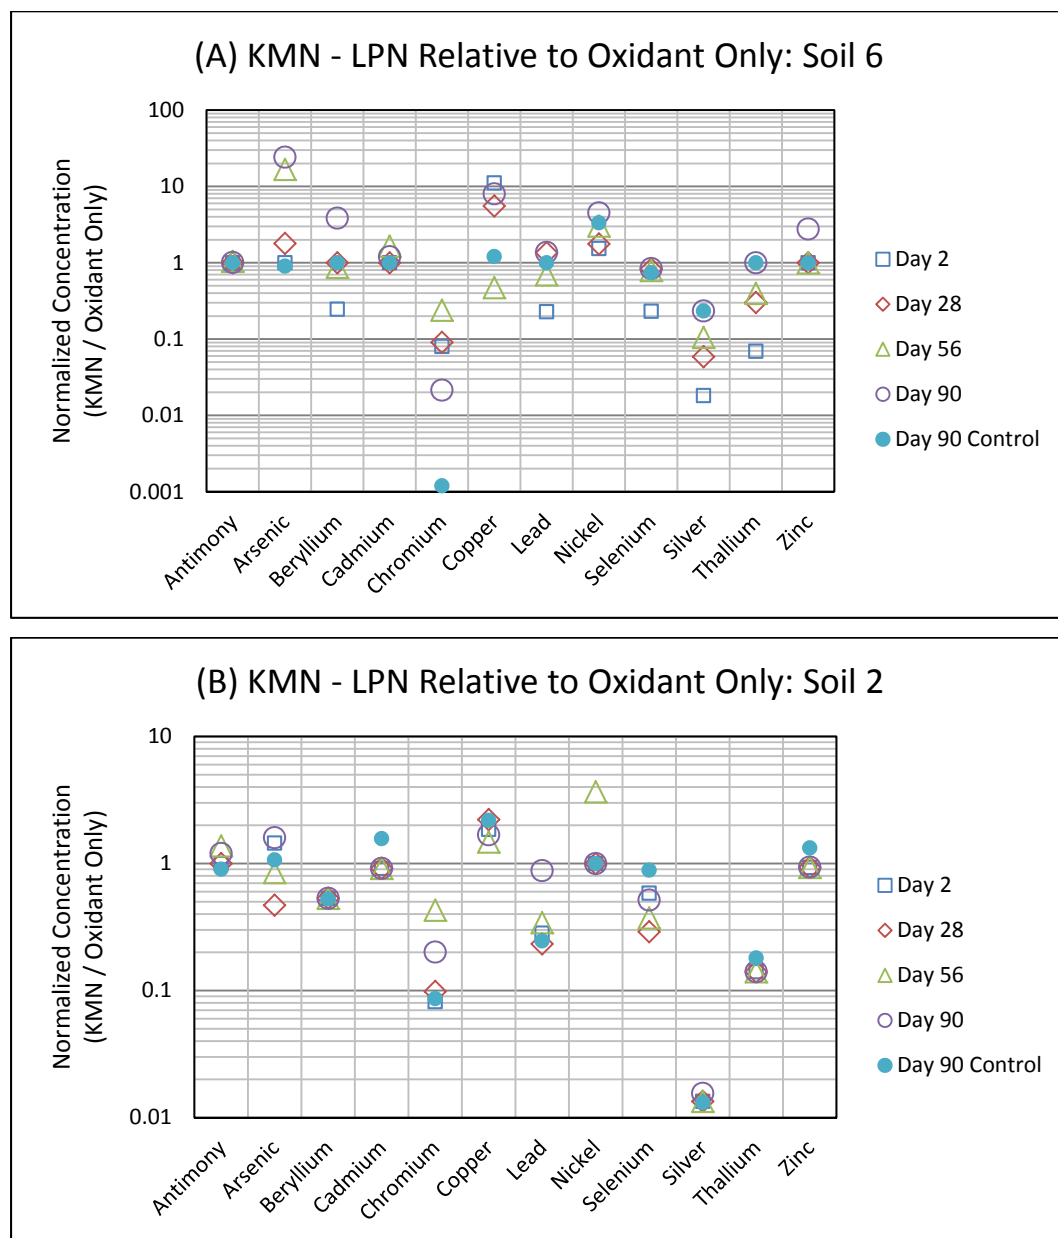 (A) KMN - LPN Relative to Oxidant Only: Soil 6
Normalized Concentration
(KMN / Oxidant Only)
100
10
1
0.1
0.01
0.001
Antimony
Arsenic
Beryllium
Cadmium
Chromium
Copper
Lead
Nickel
Selenium
Silver
Thallium
Zinc
Day 2
Day 28
Day 56
Day 90
Day 90 Control
(B) KMN - LPN Relative to Oxidant Only: Soil 2
Normalized Concentration
(KMN / Oxidant Only)
10
1
0.1
0.01
Antimony
Arsenic
Beryllium
Cadmium
Chromium
Copper
Lead
Nickel
Selenium
Silver
Thallium
Zinc
Day 2
Day 28
Day 56
Day 90
Day 90 Control